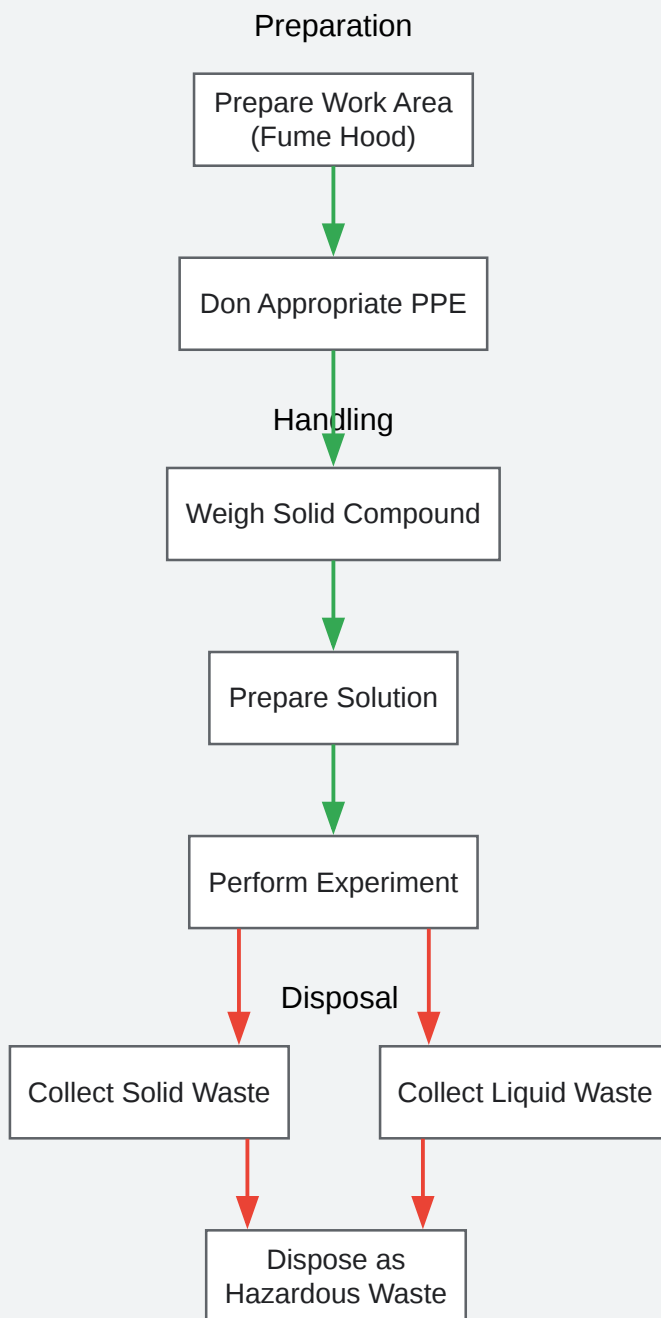 Preparation
Prepare Work Area
(Fume Hood)
Don Appropriate PPE
Handling
Weigh Solid Compound
Prepare Solution
Perform Experiment
Disposal
Collect Solid Waste
Collect Liquid Waste
Dispose as
Hazardous Waste